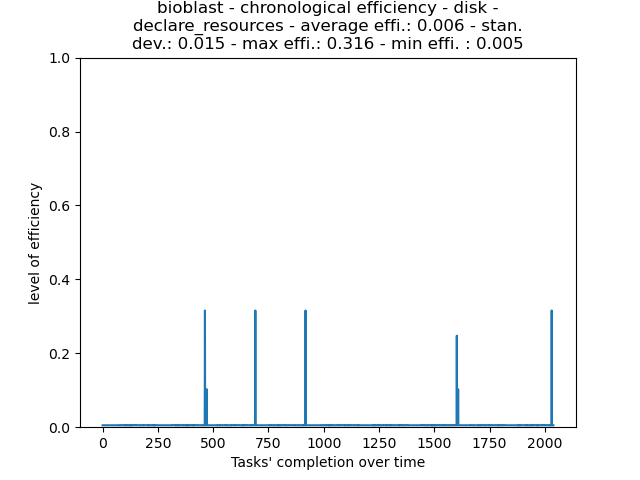 bioblast - chronological efficiency - disk -
declare_resources - average effi.: 0.006 - stan.
dev.: 0.015 - max effi.: 0.316 - min effi. : 0.005
1.0
0.8
0.6
0.4
0.2
0.0
level of efficiency
0 250 500 750 1000 1250 1500 1750 2000
Tasks' completion over time